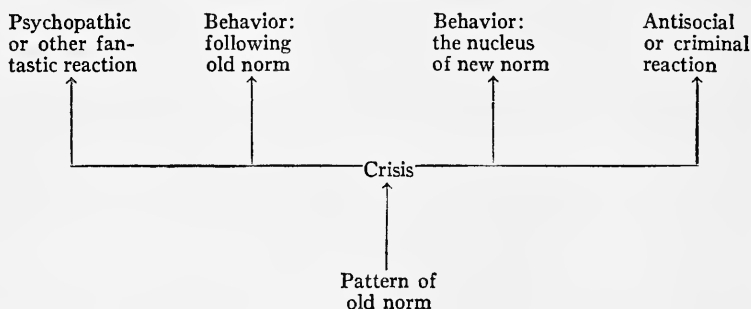 Psychopathic
or other fan-
tastic reaction
Behavior:
following
old norm
Behavior:
the nucleus
of new norm
Antisocial
or criminal
reaction
Crisis
Pattern of
old norm